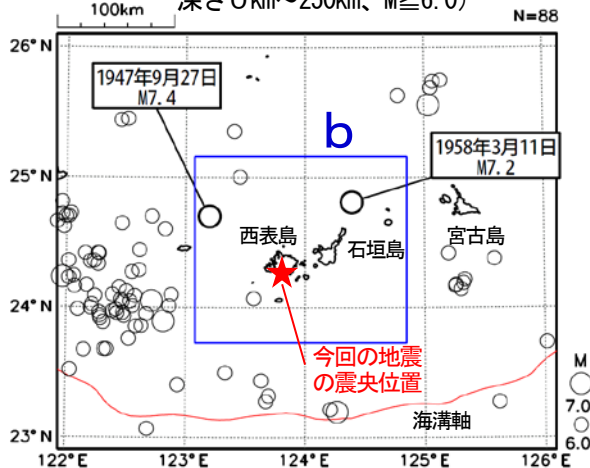 100km
深さ0km~250km、M≧6.0)
N=88
26°N
1947年9月27日
M7.4
b
1958年3月11日
M7.2
25°N
西表島
石垣島
宮古島
24°N
今回の地震
の震央位置
海溝軸
M
7.0
6.0
23°N
122°E
123°E
124°E
125°E
126°E